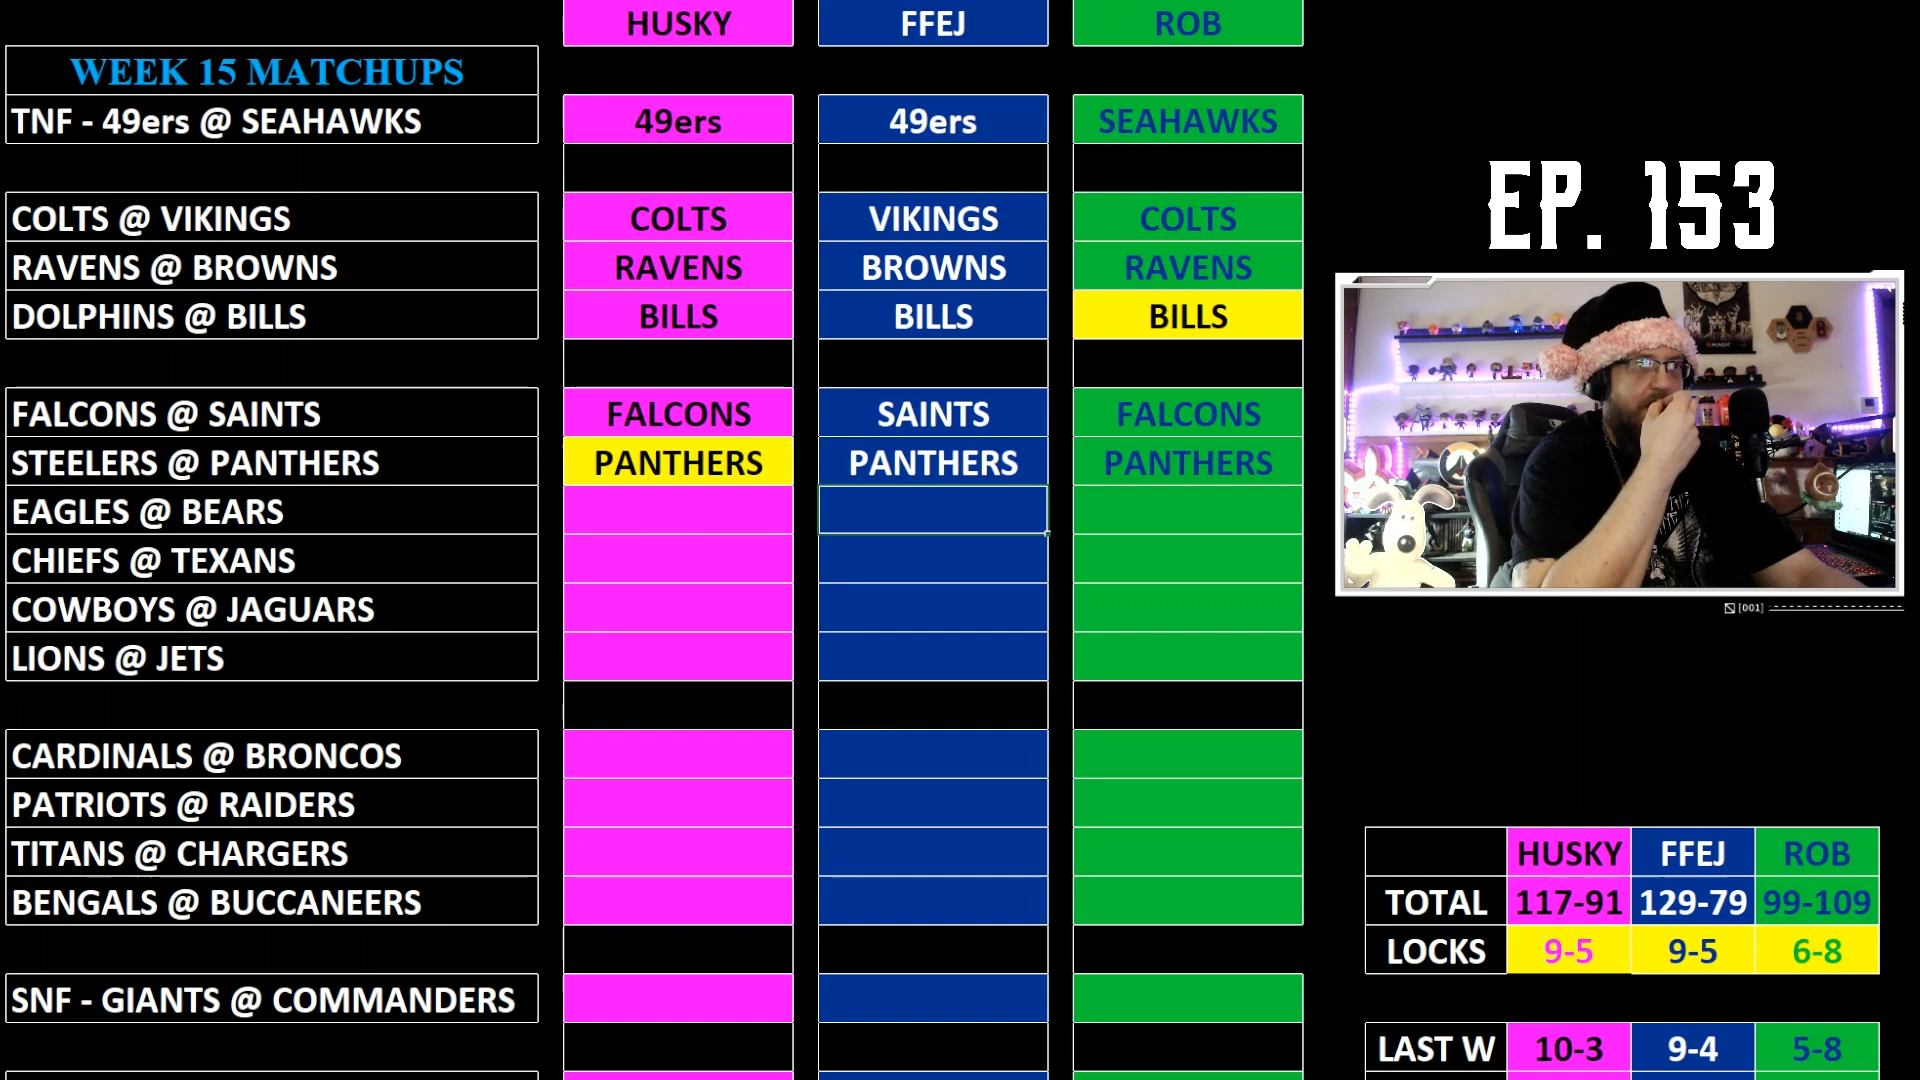 HUSKY FFEJ ROB
WEEK 15 MATCHUPS
TNF - 49ers @ SEAHAWKS 49ers 49ers SEAHAWKS
COLTS @ VIKINGS COLTS VIKINGS COLTS
RAVENS @ BROWNS RAVENS BROWNS RAVENS
DOLPHINS @ BILLS BILLS BILLS BILLS
FALCONS @ SAINTS FALCONS SAINTS FALCONS
STEELERS @ PANTHERS PANTHERS PANTHERS PANTHERS
EAGLES @ BEARS
CHIEFS @ TEXANS
COWBOYS @ JAGUARS
LIONS @ JETS
CARDINALS @ BRONCOS
PATRIOTS @ RAIDERS
TITANS @ CHARGERS
BENGALS @ BUCCANEERS
SNF - GIANTS @ COMMANDERS
EP. 153
[001]
HUSKY FFEJ ROB
TOTAL 117-91 129-79 99-109
LOCKS 9-5 9-5 6-8
LAST W 10-3 9-4 5-8